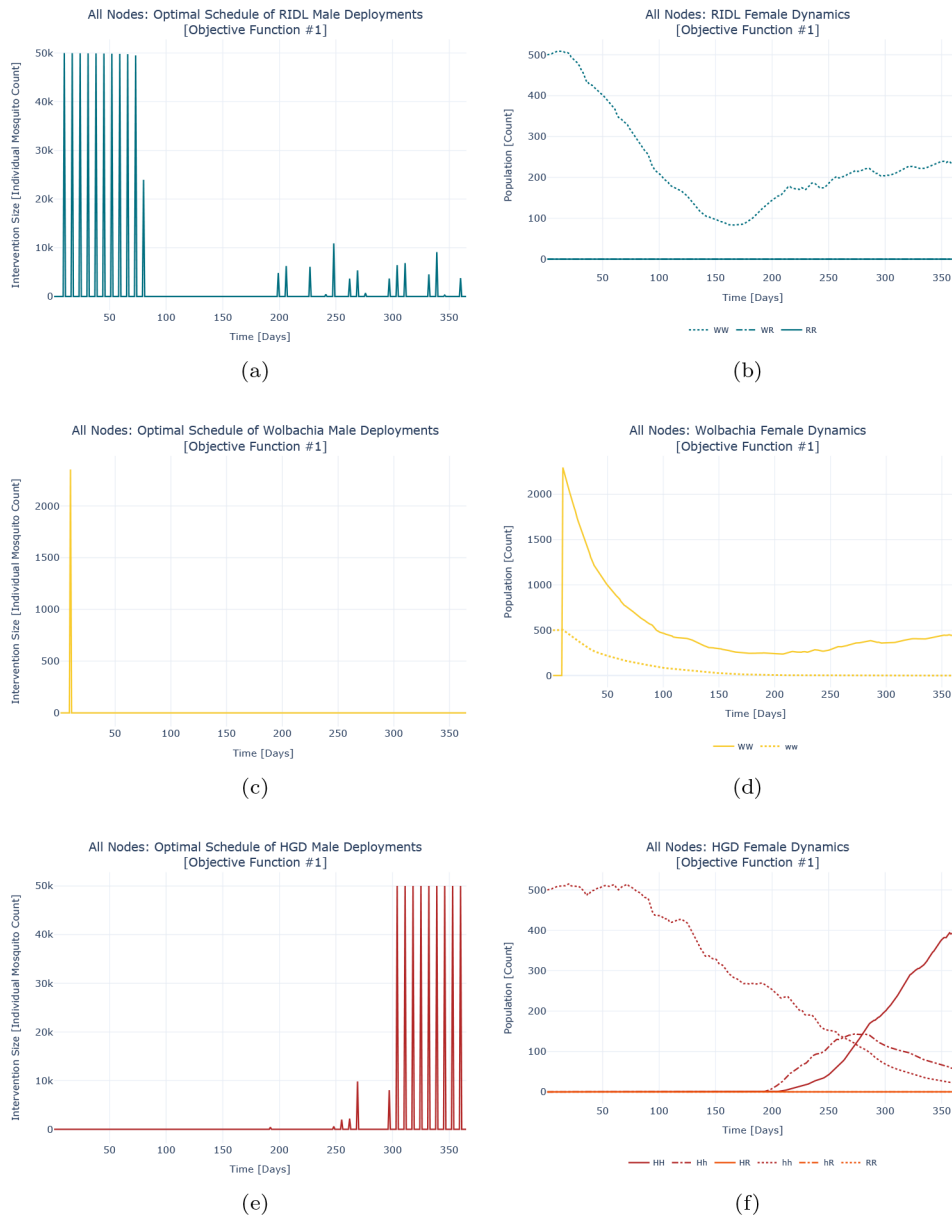 All Nodes: Optimal Schedule of RIDL Male Deployments
[Objective Function #1]
Intervention Size [Individual Mosquito Count]
50k
40k
30k
20k
10k
0
50 100 150 200 250 300 350
Time [Days]
(a)
All Nodes: RIDL Female Dynamics
[Objective Function #1]
Population [Count]
500
400
300
200
100
0
50 100 150 200 250 300 350
Time [Days]
WW WR RR
(b)
All Nodes: Optimal Schedule of Wolbachia Male Deployments
[Objective Function #1]
Intervention Size [Individual Mosquito Count]
2000
1500
1000
500
0
50 100 150 200 250 300 350
Time [Days]
(c)
All Nodes: Wolbachia Female Dynamics
[Objective Function #1]
Population [Count]
2000
1500
1000
500
0
50 100 150 200 250 300 350
Time [Days]
WW ww
(d)
All Nodes: Optimal Schedule of HGD Male Deployments
[Objective Function #1]
Intervention Size [Individual Mosquito Count]
50k
40k
30k
20k
10k
0
50 100 150 200 250 300 350
Time [Days]
(e)
All Nodes: HGD Female Dynamics
[Objective Function #1]
Population [Count]
500
400
300
200
100
0
50 100 150 200 250 300 350
Time [Days]
HH Hh HR hh hR RR
(f)